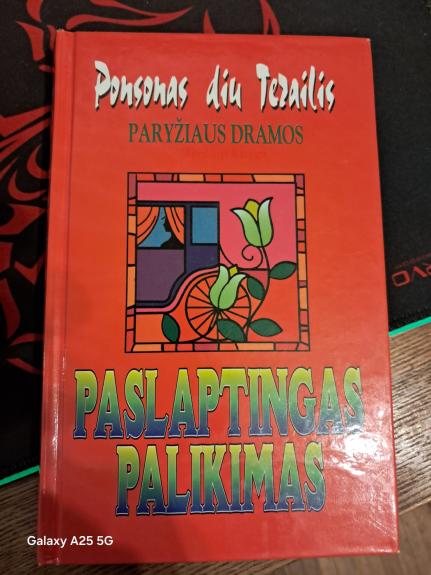 Ponsonas diu Terailis
PARYŽIAUS DRAMOS
PASLAPTINGAS
PALIKIMAS
Galaxy A25 5G